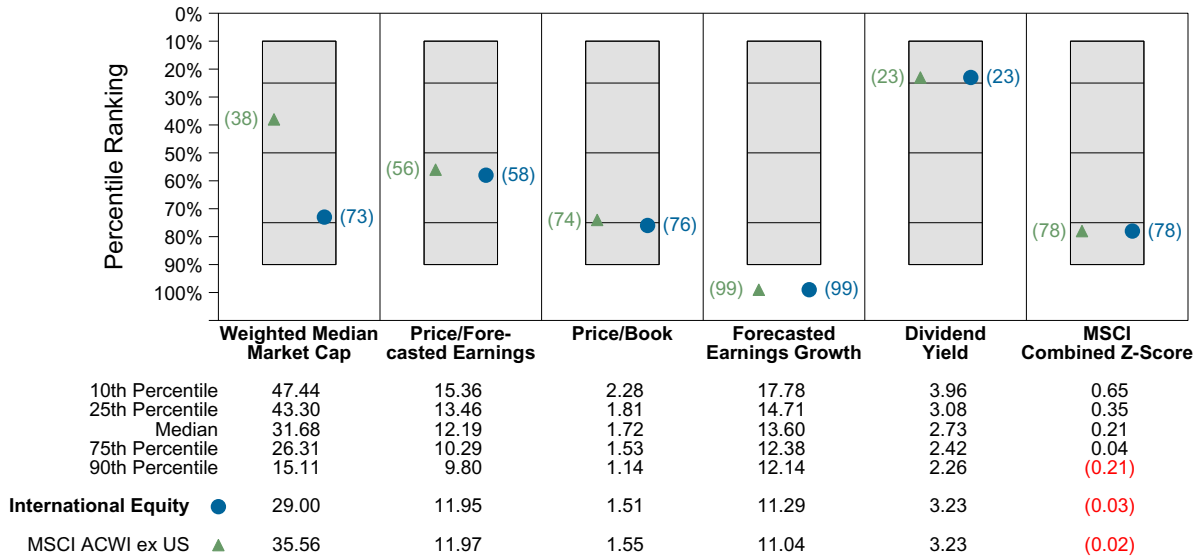 Percentile Ranking
0%
10%
20%
30%
40%
50%
60%
70%
80%
90%
100%
(38)
(73)
(56)
(58)
(74)
(76)
(99)
(99)
(23)
(23)
(78)
(78)
Weighted Median
Market Cap
Price/Fore-
casted Earnings
Price/Book
Forecasted
Earnings Growth
Dividend
Yield
MSCI
Combined Z-Score
10th Percentile 47.44 15.36 2.28 17.78 3.96 0.65
25th Percentile 43.30 13.46 1.81 14.71 3.08 0.35
Median 31.68 12.19 1.72 13.60 2.73 0.21
75th Percentile 26.31 10.29 1.53 12.38 2.42 0.04
90th Percentile 15.11 9.80 1.14 12.14 2.26 (0.21)
International Equity 29.00 11.95 1.51 11.29 3.23 (0.03)
MSCI ACWI ex US 35.56 11.97 1.55 11.04 3.23 (0.02)